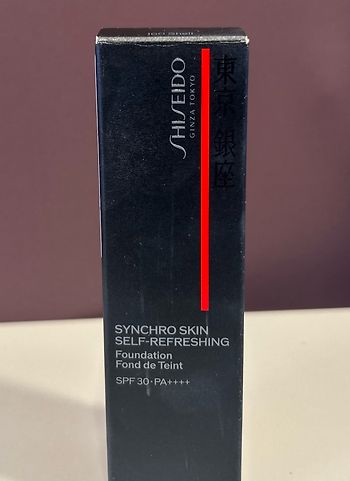 SHISEIDO
GINZA TOKYO
東京 銀座
SYNCHRO SKIN
SELF-REFRESHING
Foundation
Fond de Teint
SPF 30·PA++++